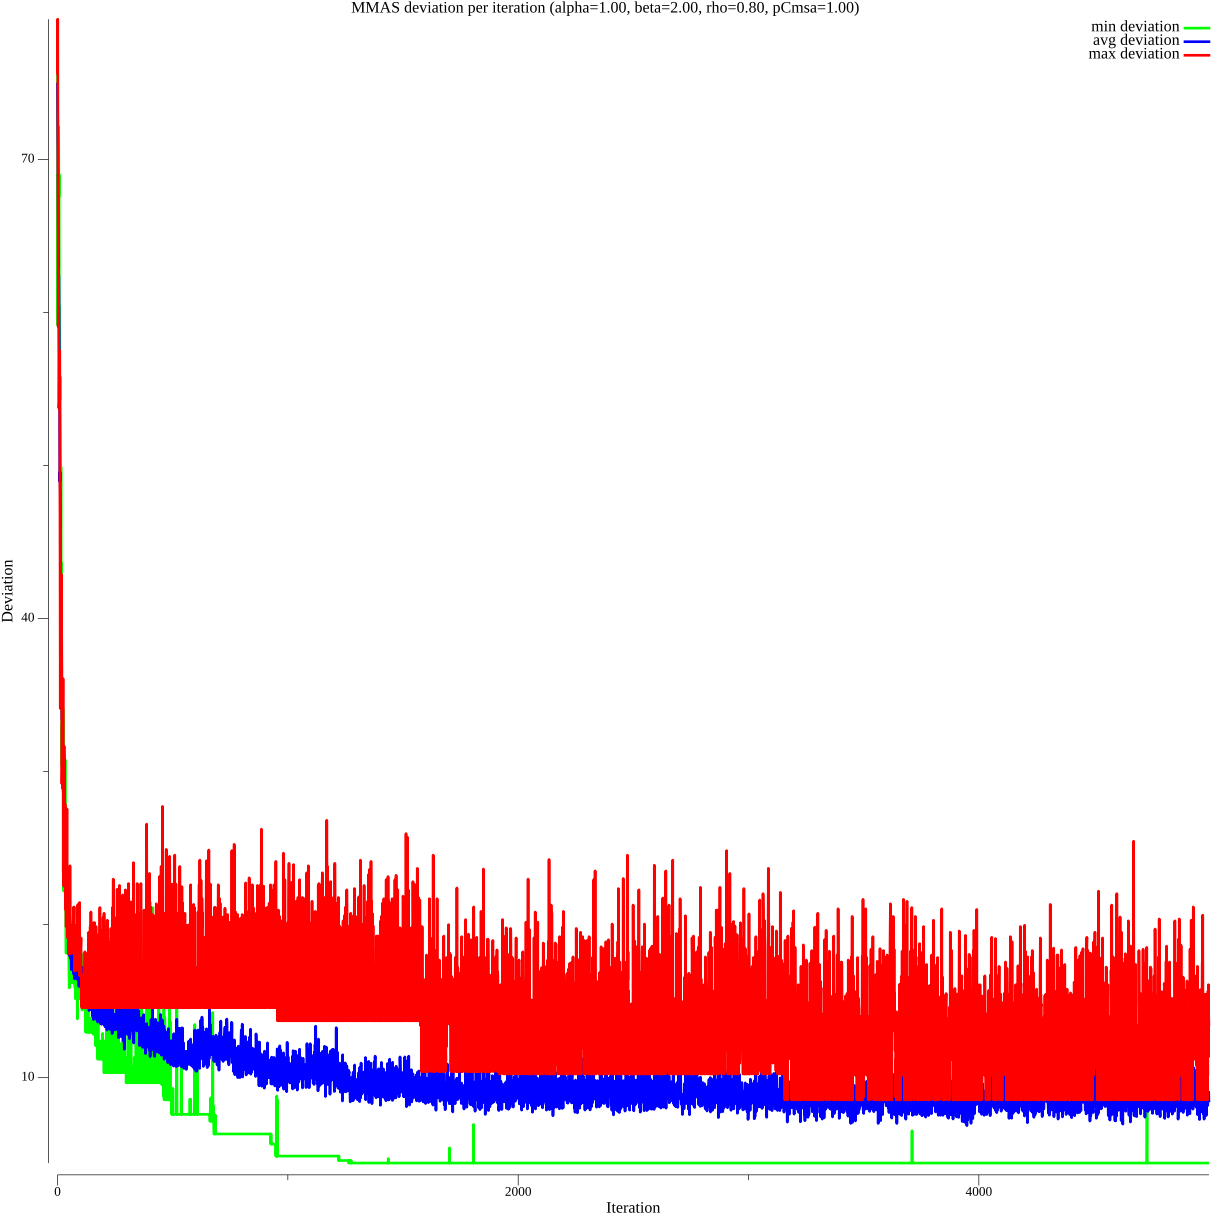 MMAS deviation per iteration (alpha=1.00, beta=2.00, rho=0.80, pCmsa=1.00)
min deviation
avg deviation
max deviation
70
40
10
Deviation
0
2000
4000
Iteration